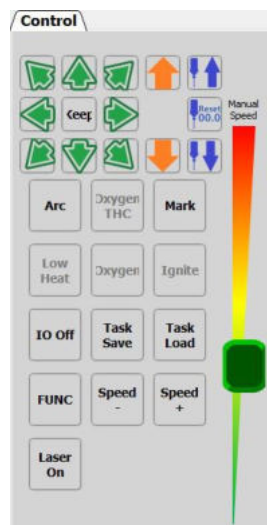 Control
Keep
Reset
00.0
Manual
Speed
Arc
Oxygen
THC
Mark
Low
Heat
Oxygen
Ignite
IO Off
Task
Save
Task
Load
FUNC
Speed
-
Speed
+
Laser
On